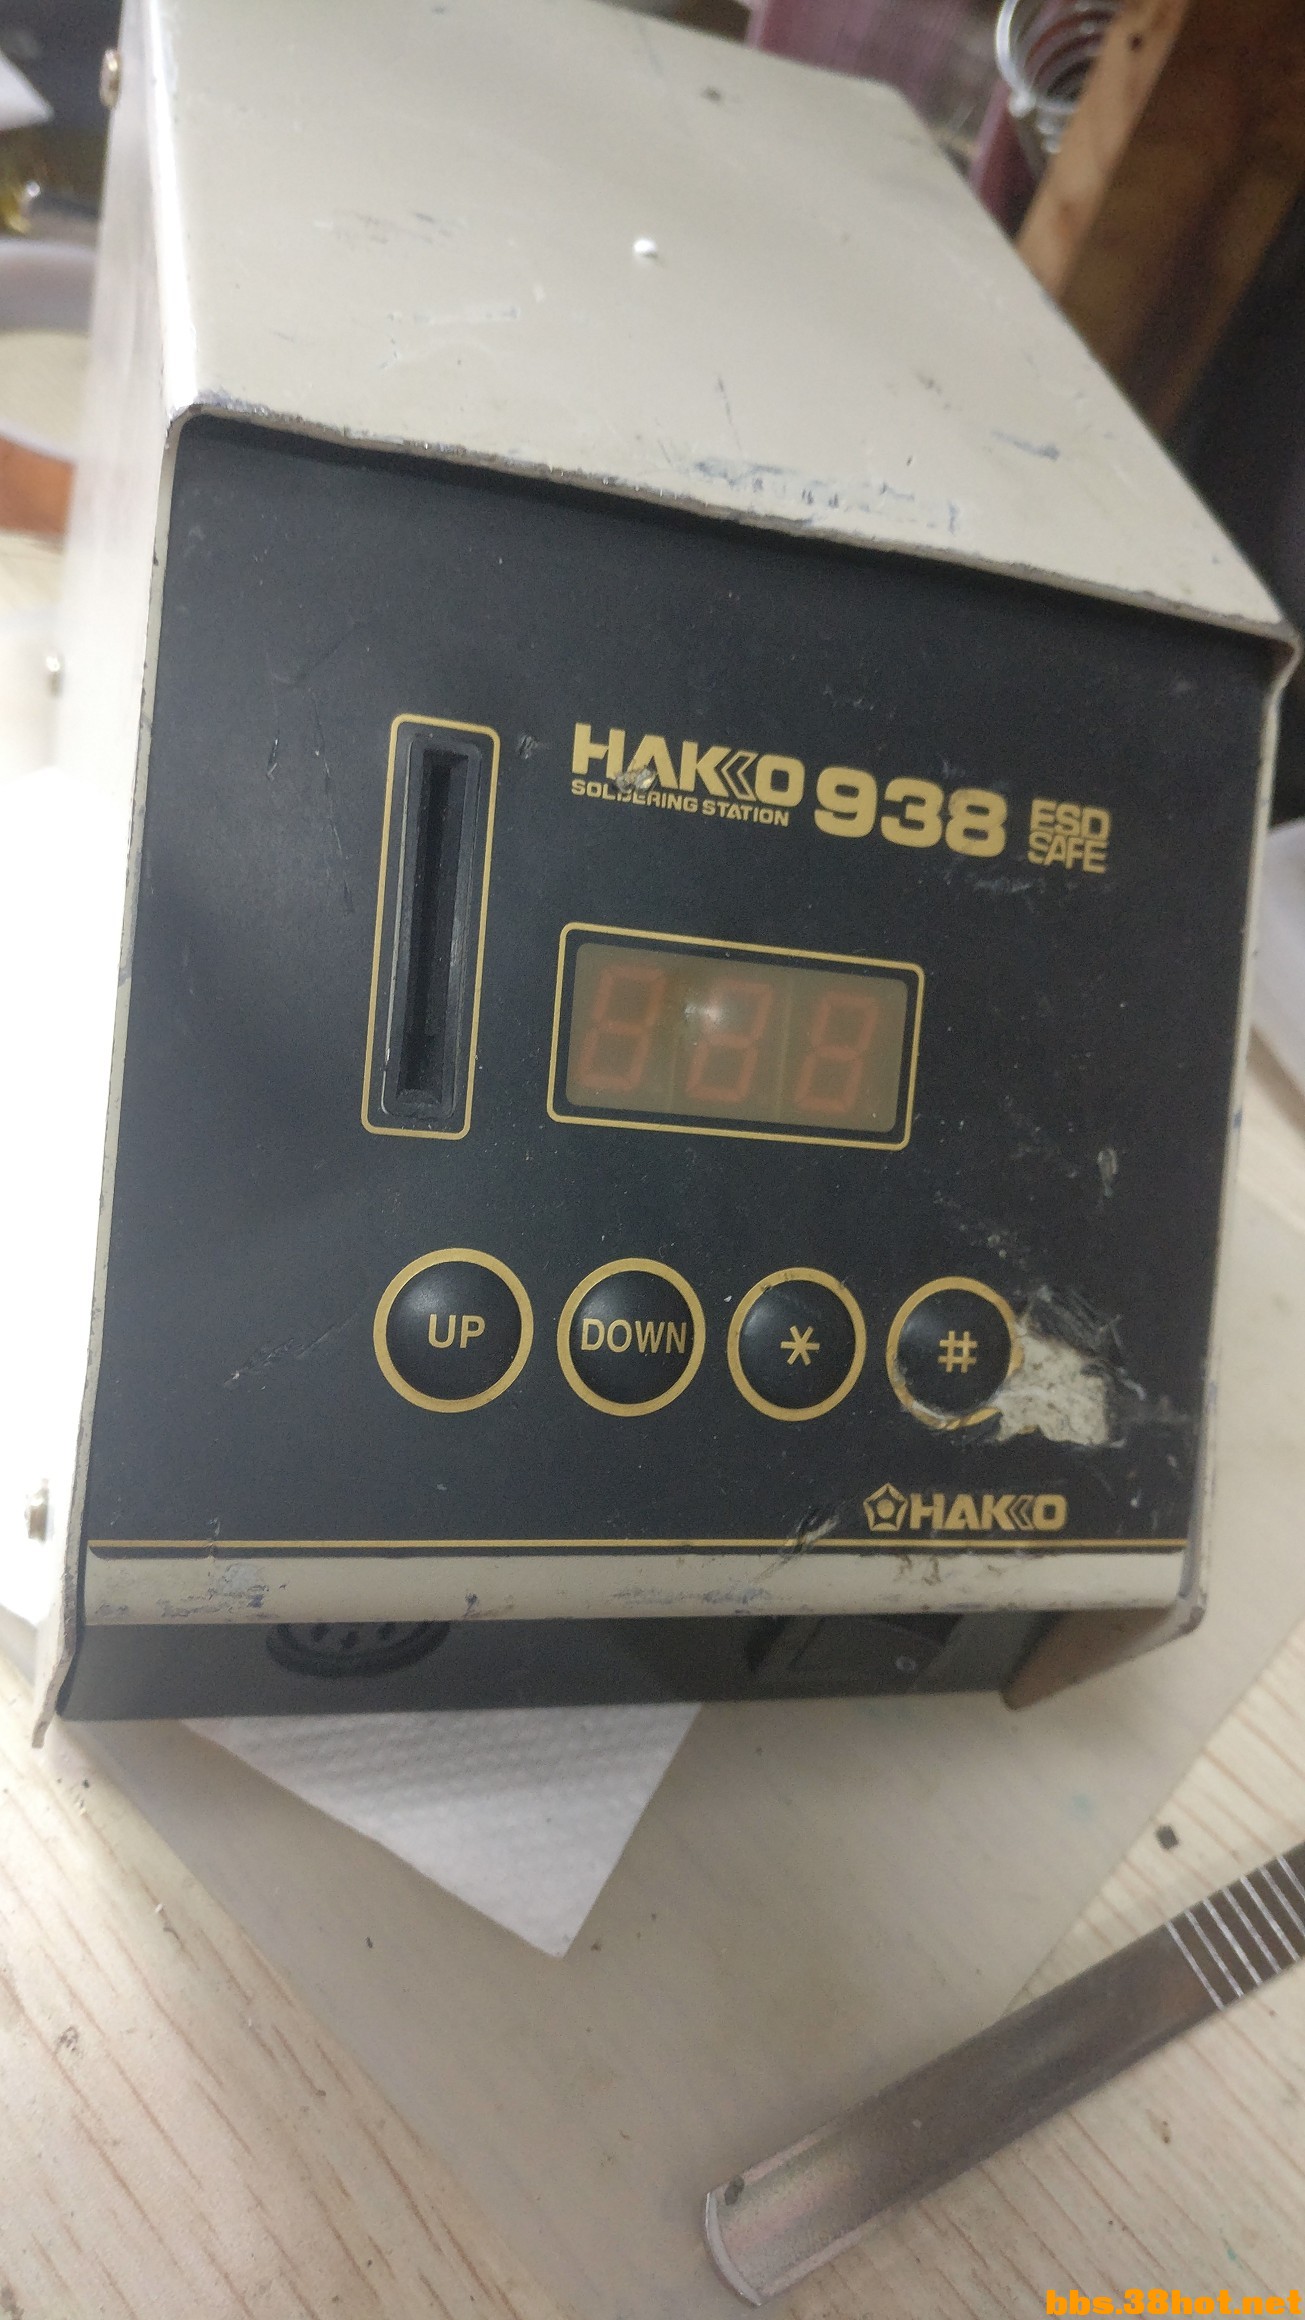 HAKKO 938 ESD
SOLDERING STATION SAFE
UP DOWN * #
HAKKO
bbs.38hot.net